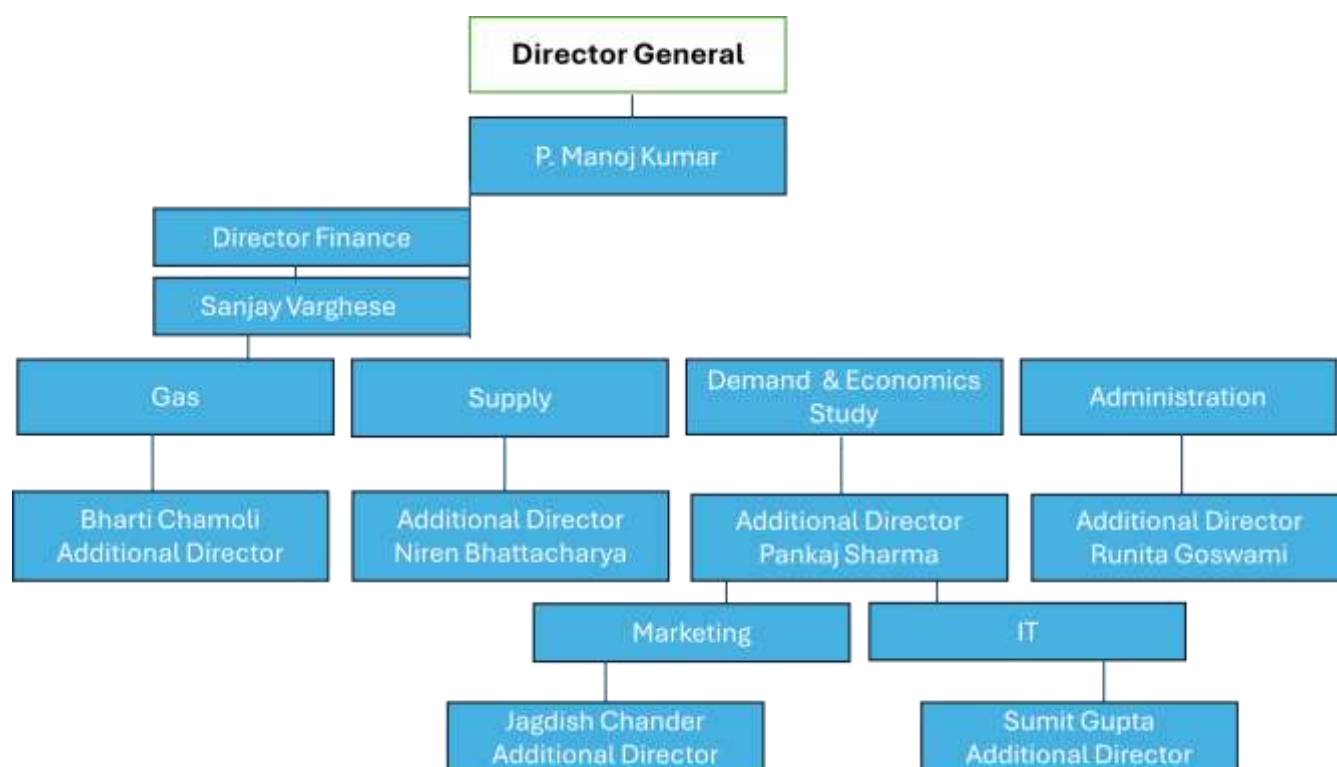 Director General
P. Manoj Kumar
Director Finance
Sanjay Varghese
Gas
Supply
Demand & Economics
Study
Administration
Bharti Chamoli
Additional Director
Additional Director
Niren Bhattacharya
Additional Director
Pankaj Sharma
Additional Director
Runita Goswami
Marketing
IT
Jagdish Chander
Additional Director
Sumit Gupta
Additional Director